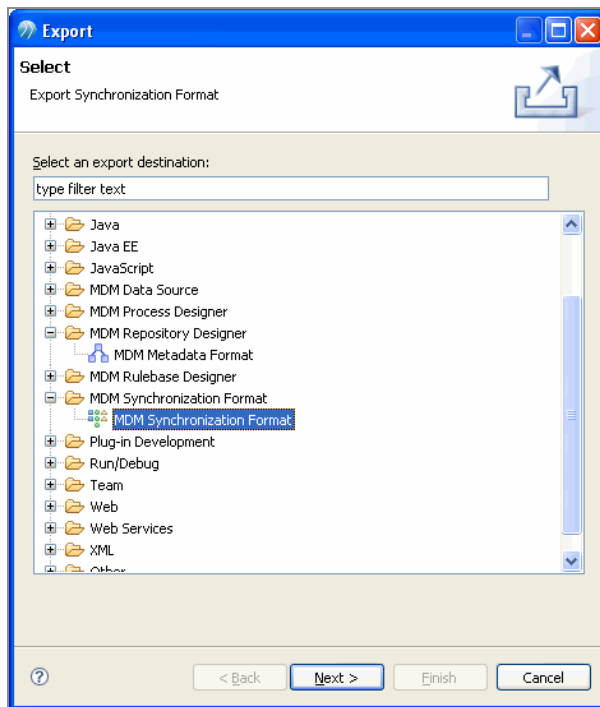 Export
Select
Export Synchronization Format
Select an export destination:
type filter text
Java
Java EE
JavaScript
MDM Data Source
MDM Process Designer
MDM Repository Designer
MDM Metadata Format
MDM Rulebase Designer
MDM Synchronization Format
MDM Synchronization Format
Plug-in Development
Run/Debug
Team
Web
Web Services
XML
Other
? < Back Next > Finish Cancel